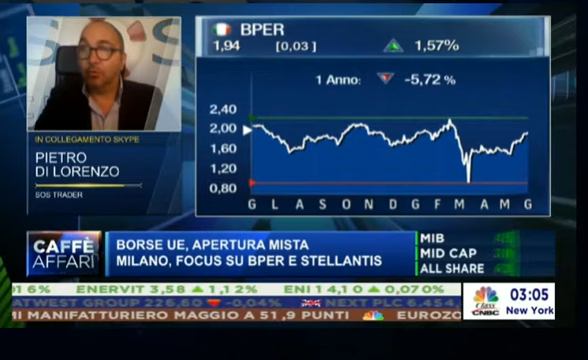 BPER
1,94 [0,03] 1,57%
1 Anno: -5,72 %
2,40
2,00
1,60
1,20
0,80
G L A S O N D G F M A M G
IN COLLEGAMENTO SKYPE
PIETRO
DI LORENZO
SOS TRADER
CAFFÈ
AFFARI
BORSE UE, APERTURA MISTA
MILANO, FOCUS SU BPER E STELLANTIS
MIB
MID CAP
ALL SHARE
16% ENERVIT 3,58 1,12% ENI 14,10 0,070%
ATWEST GROUP 226,60 -0,04% NEXT PLC 6.454,
MI MANIFATTURIERO MAGGIO A 51,9 PUNTI EUROZO
Class
CNBC
03:05
New York